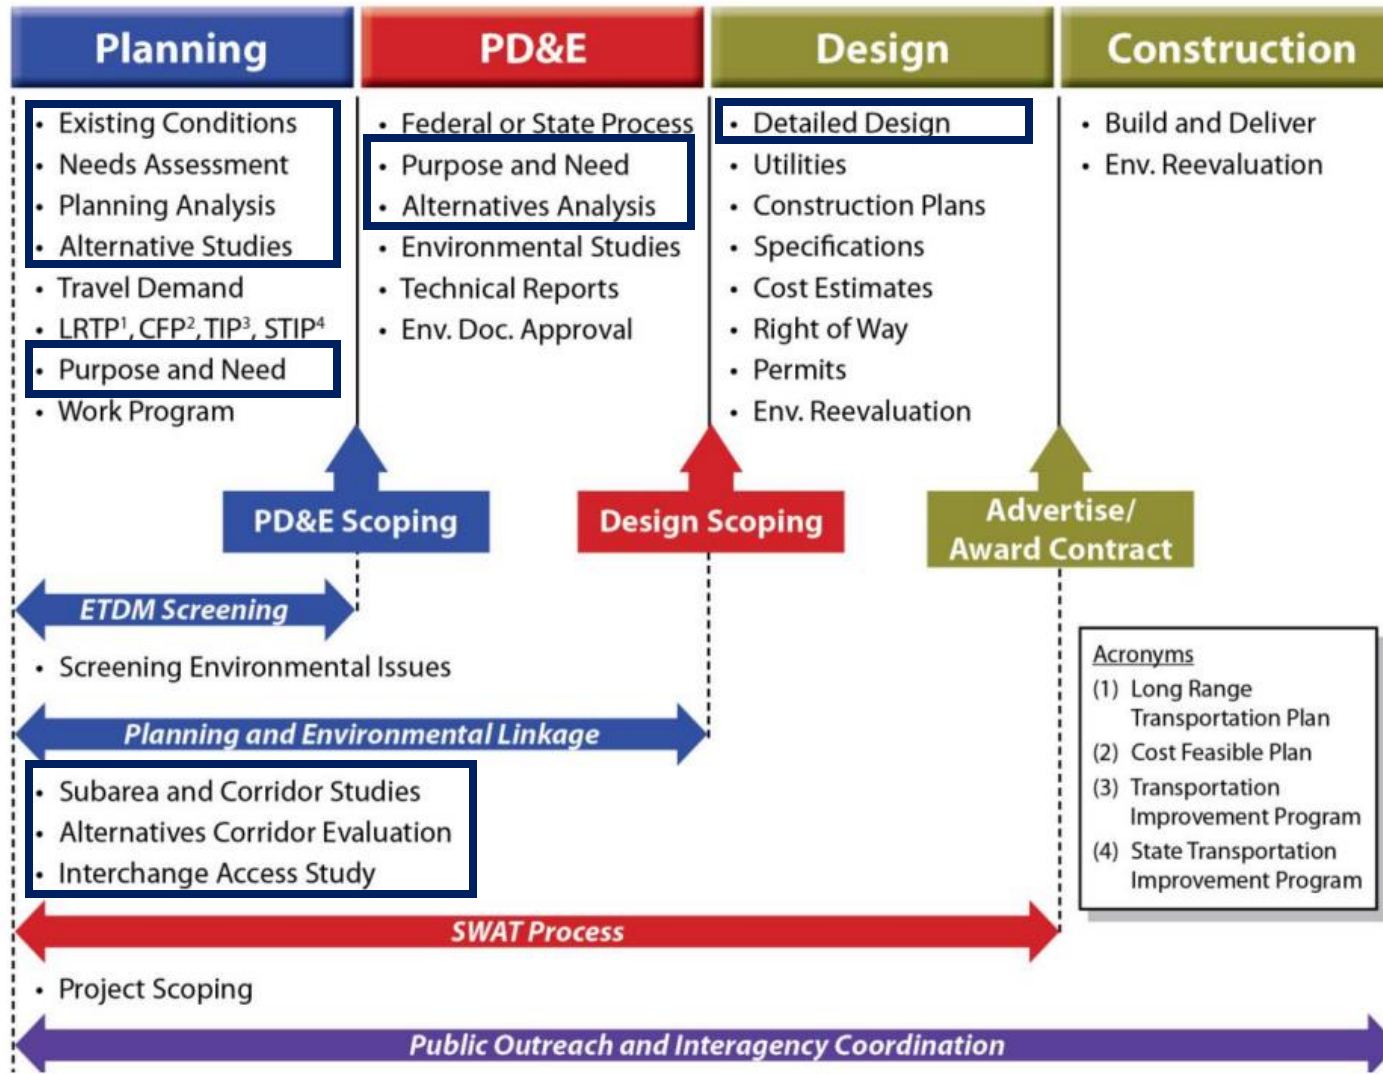 Planning
PD&E
Design
Construction
• Existing Conditions
• Needs Assessment
• Planning Analysis
• Alternative Studies
• Travel Demand
• LRTP¹, CFP², TIP³, STIP⁴
• Purpose and Need
• Work Program
• Federal or State Process
• Purpose and Need
• Alternatives Analysis
• Environmental Studies
• Technical Reports
• Env. Doc. Approval
• Detailed Design
• Utilities
• Construction Plans
• Specifications
• Cost Estimates
• Right of Way
• Permits
• Env. Reevaluation
• Build and Deliver
• Env. Reevaluation
PD&E Scoping
Design Scoping
Advertise/
Award Contract
ETDM Screening
• Screening Environmental Issues
Planning and Environmental Linkage
• Subarea and Corridor Studies
• Alternatives Corridor Evaluation
• Interchange Access Study
Acronyms
(1) Long Range
Transportation Plan
(2) Cost Feasible Plan
(3) Transportation
Improvement Program
(4) State Transportation
Improvement Program
SWAT Process
• Project Scoping
Public Outreach and Interagency Coordination